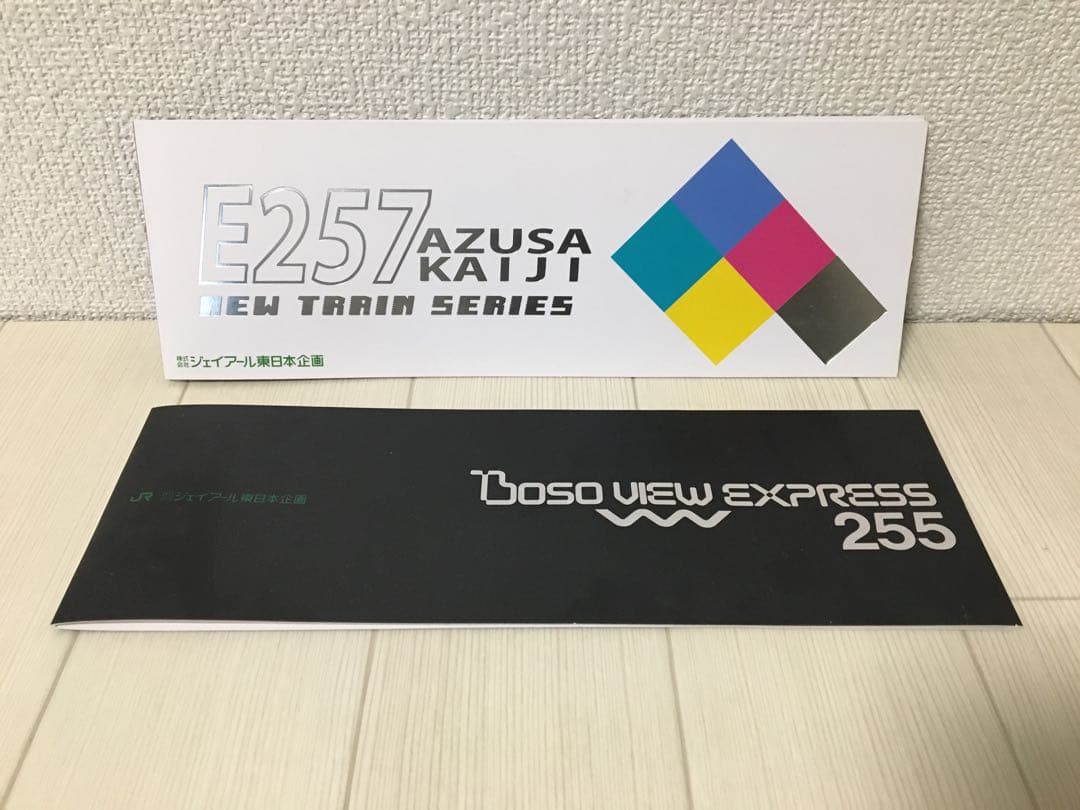 E257 AZUSA
KAIJI
NEW TRAIN SERIES
株式会社ジェイアール東日本企画
JR ジェイアール東日本企画
Boso VIEW EXPRESS
255